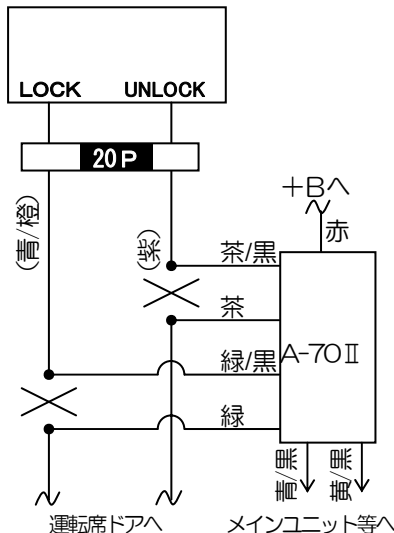 LOCK UNLOCK
20P
+Bへ
赤
(青/橙)
(紫)
茶/黒
茶
緑/黒
A-70Ⅱ
緑
青/黒
黄/黒
運転席ドアへ
メインユニット等へ